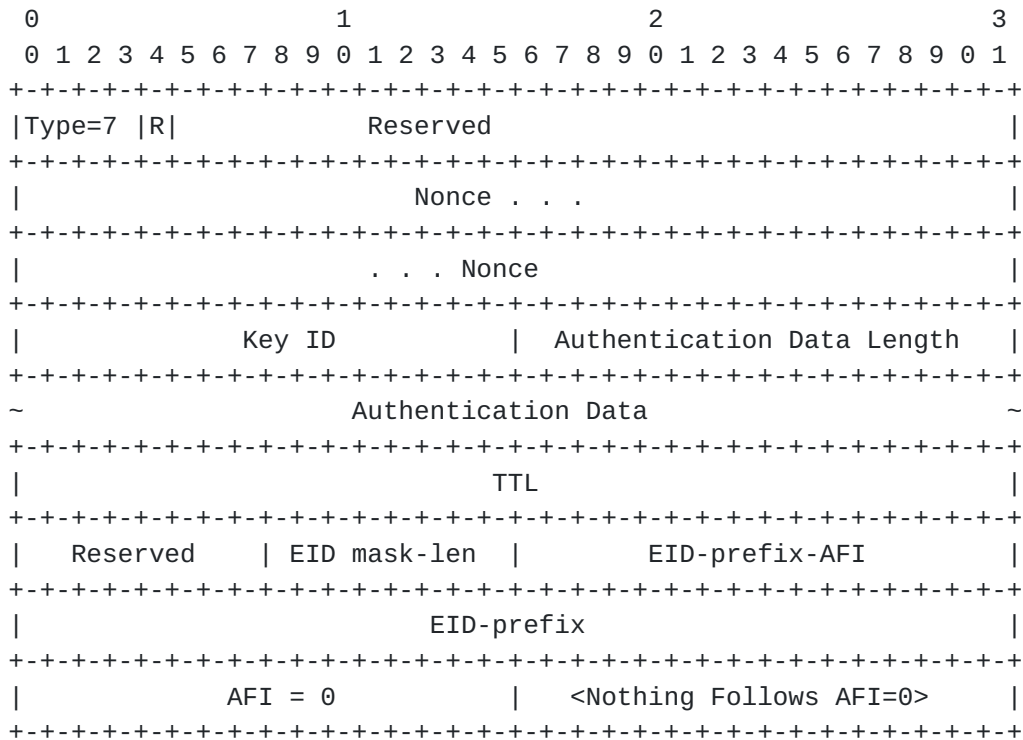 0                   1                   2                   3
 0 1 2 3 4 5 6 7 8 9 0 1 2 3 4 5 6 7 8 9 0 1 2 3 4 5 6 7 8 9 0 1
+-+-+-+-+-+-+-+-+-+-+-+-+-+-+-+-+-+-+-+-+-+-+-+-+-+-+-+-+-+-+-+-+
|Type=7 |R|            Reserved                                 |
+-+-+-+-+-+-+-+-+-+-+-+-+-+-+-+-+-+-+-+-+-+-+-+-+-+-+-+-+-+-+-+-+
|                         Nonce . . .                           |
+-+-+-+-+-+-+-+-+-+-+-+-+-+-+-+-+-+-+-+-+-+-+-+-+-+-+-+-+-+-+-+-+
|                      . . . Nonce                              |
+-+-+-+-+-+-+-+-+-+-+-+-+-+-+-+-+-+-+-+-+-+-+-+-+-+-+-+-+-+-+-+-+
|              Key ID           |  Authentication Data Length   |
+-+-+-+-+-+-+-+-+-+-+-+-+-+-+-+-+-+-+-+-+-+-+-+-+-+-+-+-+-+-+-+-+
~                     Authentication Data                       ~
+-+-+-+-+-+-+-+-+-+-+-+-+-+-+-+-+-+-+-+-+-+-+-+-+-+-+-+-+-+-+-+-+
|                              TTL                              |
+-+-+-+-+-+-+-+-+-+-+-+-+-+-+-+-+-+-+-+-+-+-+-+-+-+-+-+-+-+-+-+-+
|   Reserved    | EID mask-len  |        EID-prefix-AFI         |
+-+-+-+-+-+-+-+-+-+-+-+-+-+-+-+-+-+-+-+-+-+-+-+-+-+-+-+-+-+-+-+-+
|                          EID-prefix                           |
+-+-+-+-+-+-+-+-+-+-+-+-+-+-+-+-+-+-+-+-+-+-+-+-+-+-+-+-+-+-+-+-+
|             AFI = 0           |   <Nothing Follows AFI=0>     |
+-+-+-+-+-+-+-+-+-+-+-+-+-+-+-+-+-+-+-+-+-+-+-+-+-+-+-+-+-+-+-+-+